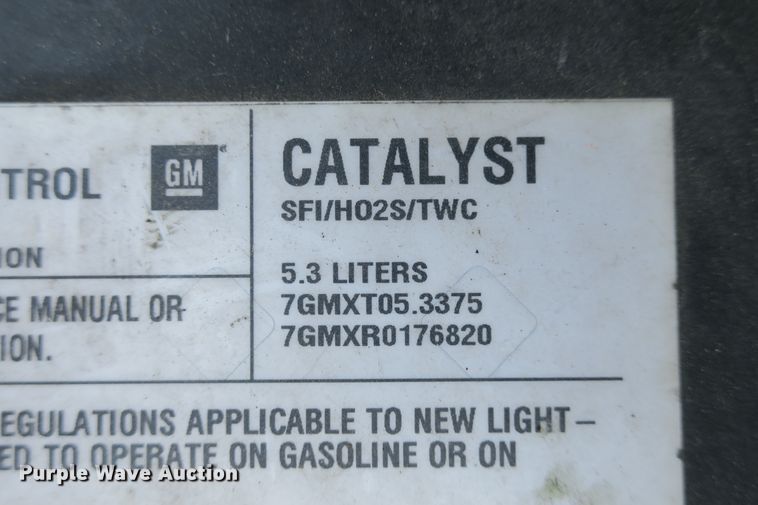 TROL
GM
ION
CE MANUAL OR
ION.
CATALYST
SFI/HO2S/TWC
5.3 LITERS
7GMXT05.3375
7GMXR0176820
EGULATIONS APPLICABLE TO NEW LIGHT-
ED TO OPERATE ON GASOLINE OR ON
Purple Wave Auction